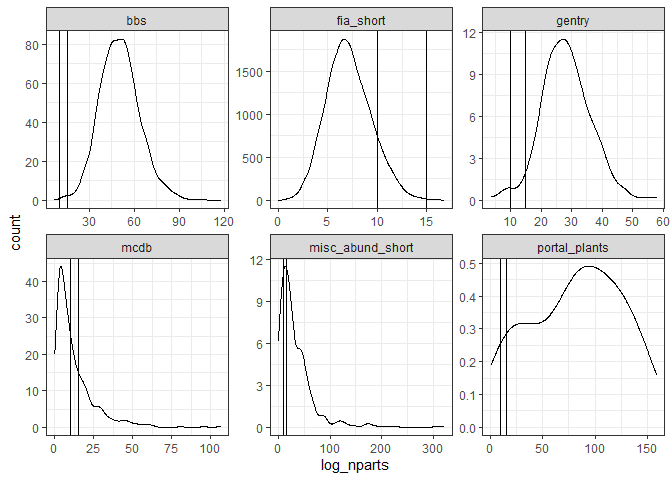 bbs fia_short gentry
80 60 40 20 0
1500 1000 500 0
12 9 6 3 0
30 60 90 120
0 5 10 15
10 20 30 40 50 60
count
mcdb misc_abund_short portal_plants
40 30 20 10 0
12 9 6 3 0
0.5 0.4 0.3 0.2 0.1 0.0
0 25 50 75 100
0 100 200 300
0 50 100 150
log_nparts